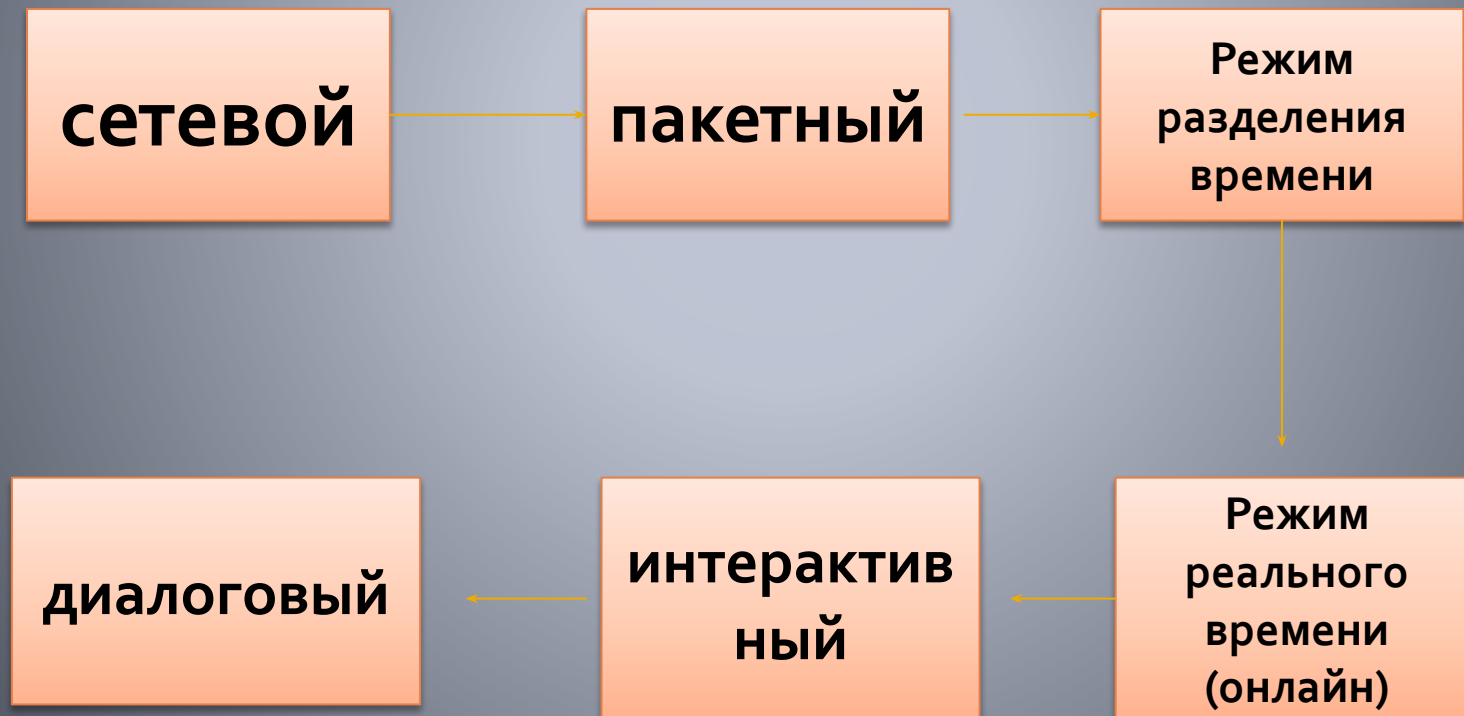 сетевой
пакетный
Режим
разделения
времени
Режим
реального
времени
(онлайн)
интерактив
ный
диалоговый